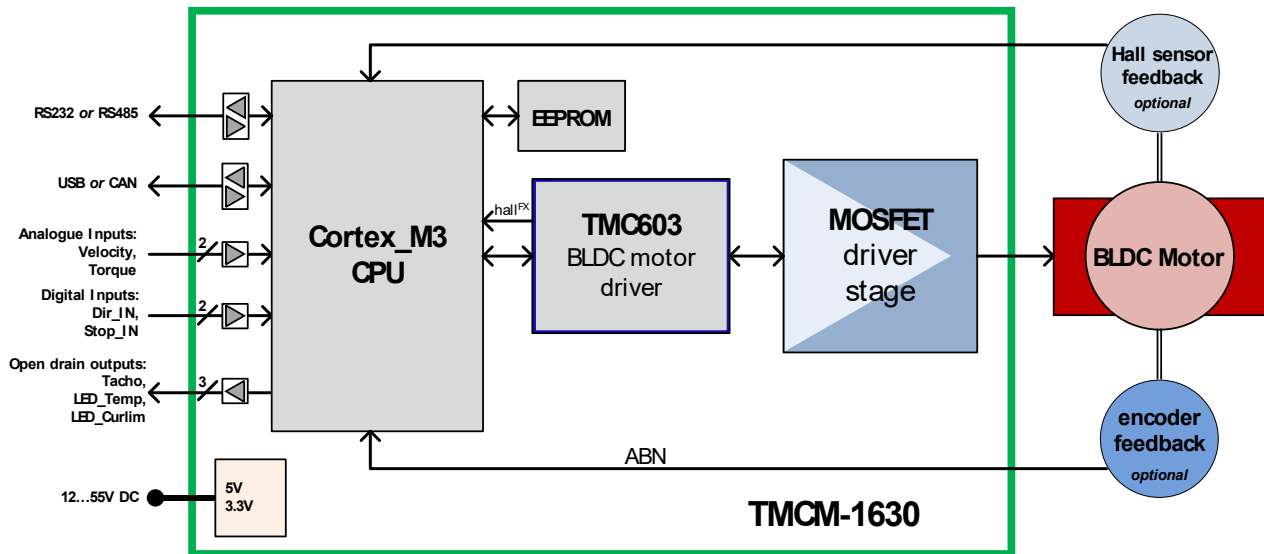 Hall sensor
feedback
optional
RS232 or RS485
EEPROM
USB or CAN
hallFX
TMC603
BLDC motor
driver
MOSFET
driver
stage
Cortex_M3
CPU
BLDC Motor
Analogue Inputs:
Velocity,
Torque
2
Digital Inputs:
Dir_IN,
Stop_IN
2
Open drain outputs:
Tacho,
LED_Temp,
LED_Curlim
3
encoder
feedback
optional
ABN
12...55V DC
5V
3.3V
TMCM-1630